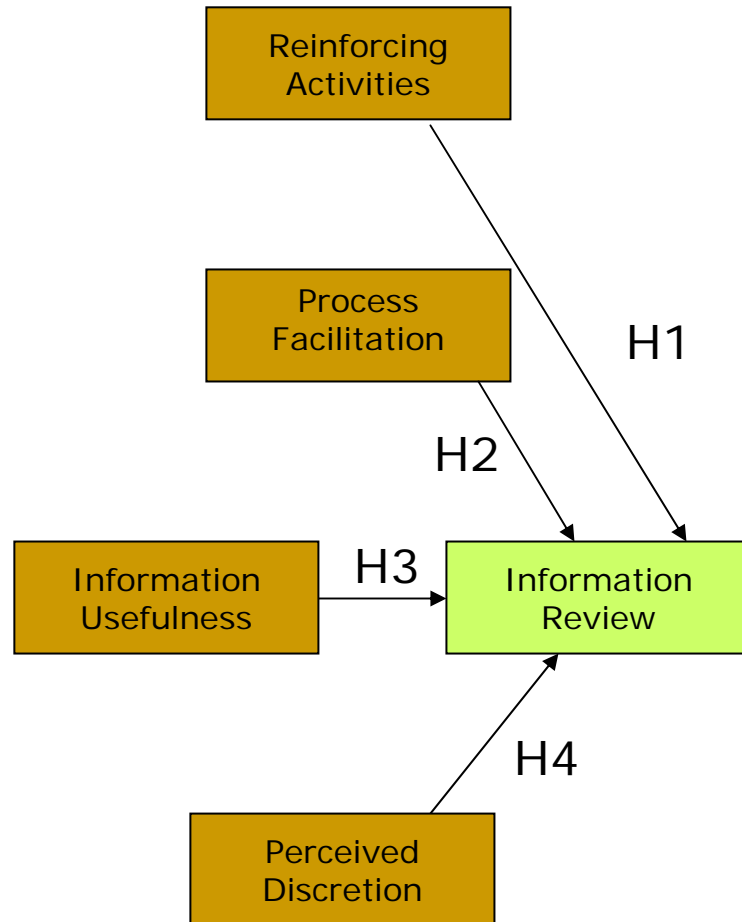 Reinforcing
Activities
Process
Facilitation
H1
H2
H3
Information
Usefulness
Information
Review
H4
Perceived
Discretion